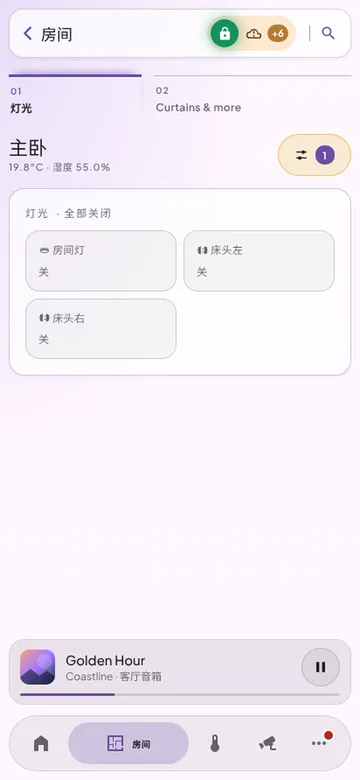 房间
+6
01
灯光
02
Curtains & more
主卧
19.8°C · 湿度 55.0%
1
灯光 · 全部关闭
房间灯
关
床头左
关
床头右
关
Golden Hour
Coastline · 客厅音箱
房间